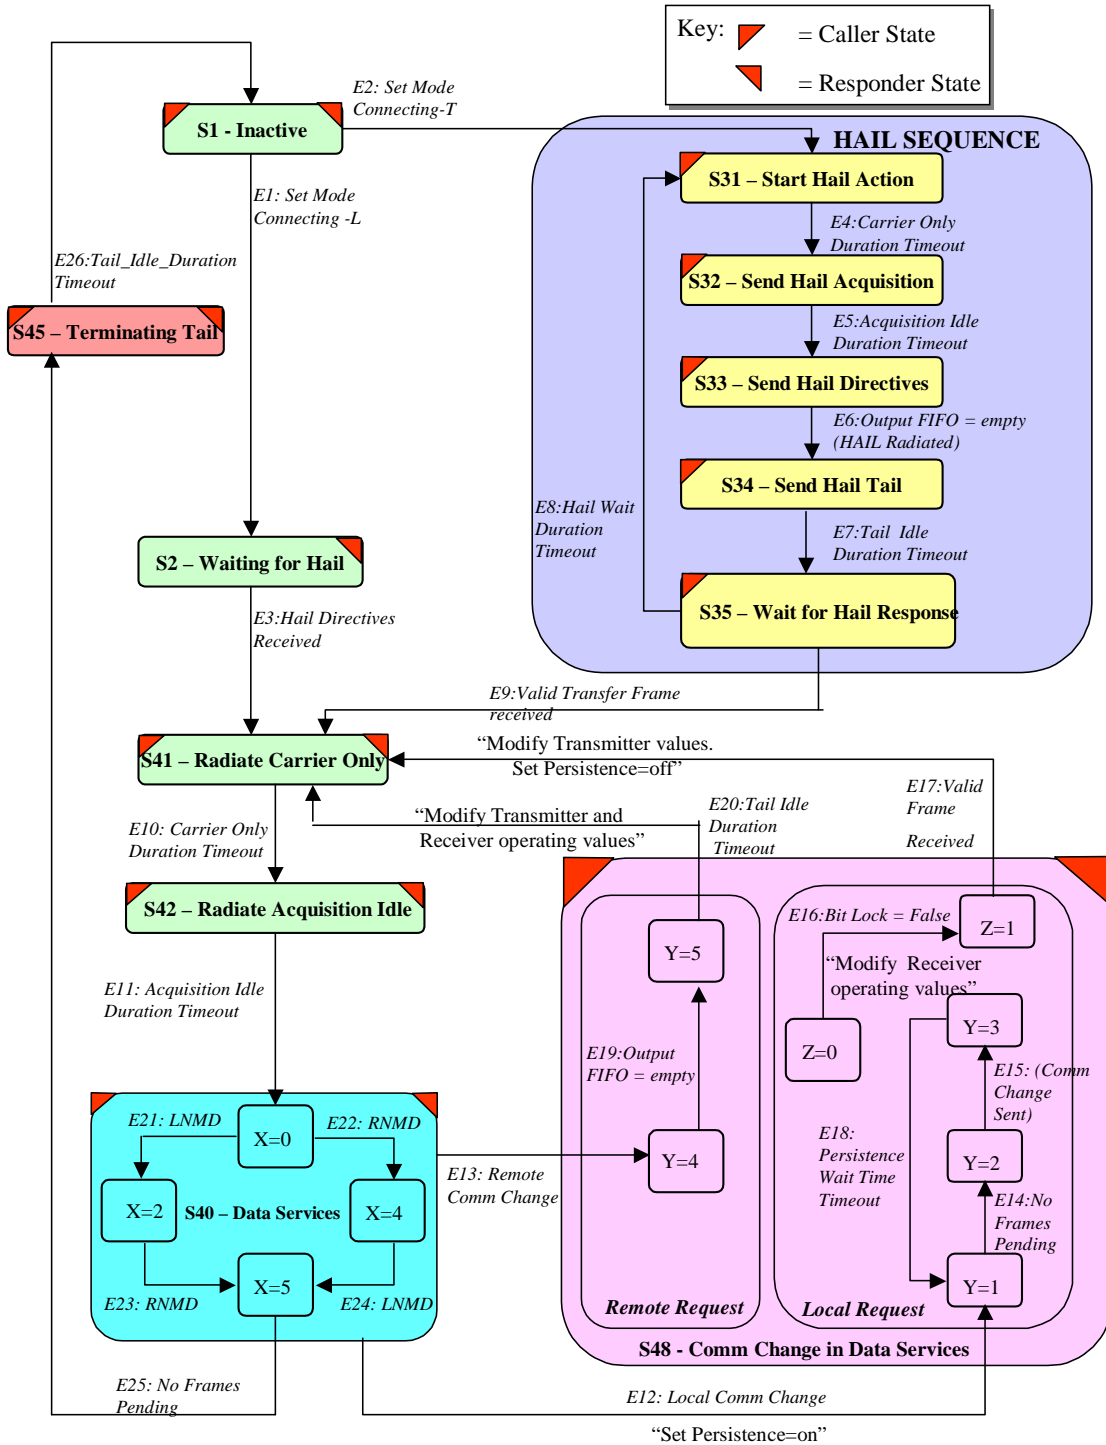 Key:
= Caller State
= Responder State
E2: Set Mode
Connecting-T
S1 - Inactive
HAIL SEQUENCE
S31 – Start Hail Action
E1: Set Mode
Connecting -L
E4:Carrier Only
Duration Timeout
E26:Tail_Idle_Duration
Timeout
S32 – Send Hail Acquisition
S45 – Terminating Tail
E5:Acquisition Idle
Duration Timeout
S33 – Send Hail Directives
E6:Output FIFO = empty
(HAIL Radiated)
S34 – Send Hail Tail
E8:Hail Wait
Duration
Timeout
E7:Tail Idle
Duration Timeout
S2 – Waiting for Hail
S35 – Wait for Hail Response
E3:Hail Directives
Received
E9:Valid Transfer Frame
received
S41 – Radiate Carrier Only
“Modify Transmitter values.
Set Persistence=off”
E17:Valid
Frame
Received
E20:Tail Idle
Duration
Timeout
“Modify Transmitter and
Receiver operating values”
E10: Carrier Only
Duration Timeout
S42 – Radiate Acquisition Idle
E16:Bit Lock = False
Z=1
Y=5
“Modify Receiver
operating values”
E11: Acquisition Idle
Duration Timeout
Y=3
Z=0
E19:Output
FIFO = empty
E15: (Comm
Change
Sent)
E21: LNMD
X=0
E22: RNMD
E18:
Persistence
Wait Time
Timeout
Y=4
Y=2
E13: Remote
Comm Change
X=2
S40 – Data Services
X=4
E14:No
Frames
Pending
X=5
Y=1
E23: RNMD
E24: LNMD
Remote Request
Local Request
S48 - Comm Change in Data Services
E25: No Frames
Pending
E12: Local Comm Change
“Set Persistence=on”